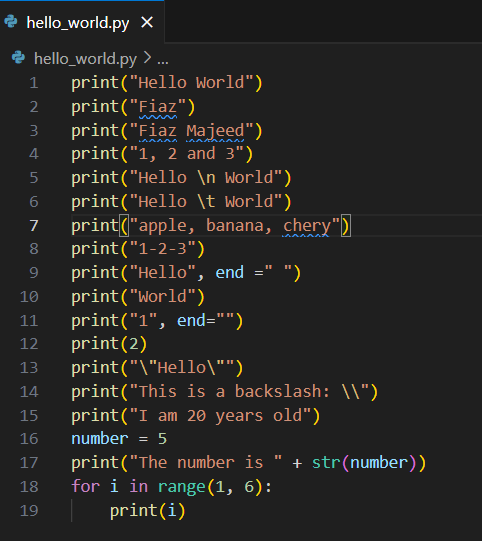 hello_world.py ×
hello_world.py > ...
1 print("Hello World")
2 print("Fiaz")
3 print("Fiaz Majeed")
4 print("1, 2 and 3")
5 print("Hello \n World")
6 print("Hello \t World")
7 print("apple, banana, chery")
8 print("1-2-3")
9 print("Hello", end =" ")
10 print("World")
11 print("1", end="")
12 print(2)
13 print("\"Hello\"")
14 print("This is a backslash: \\")
15 print("I am 20 years old")
16 number = 5
17 print("The number is " + str(number))
18 for i in range(1, 6):
19     print(i)